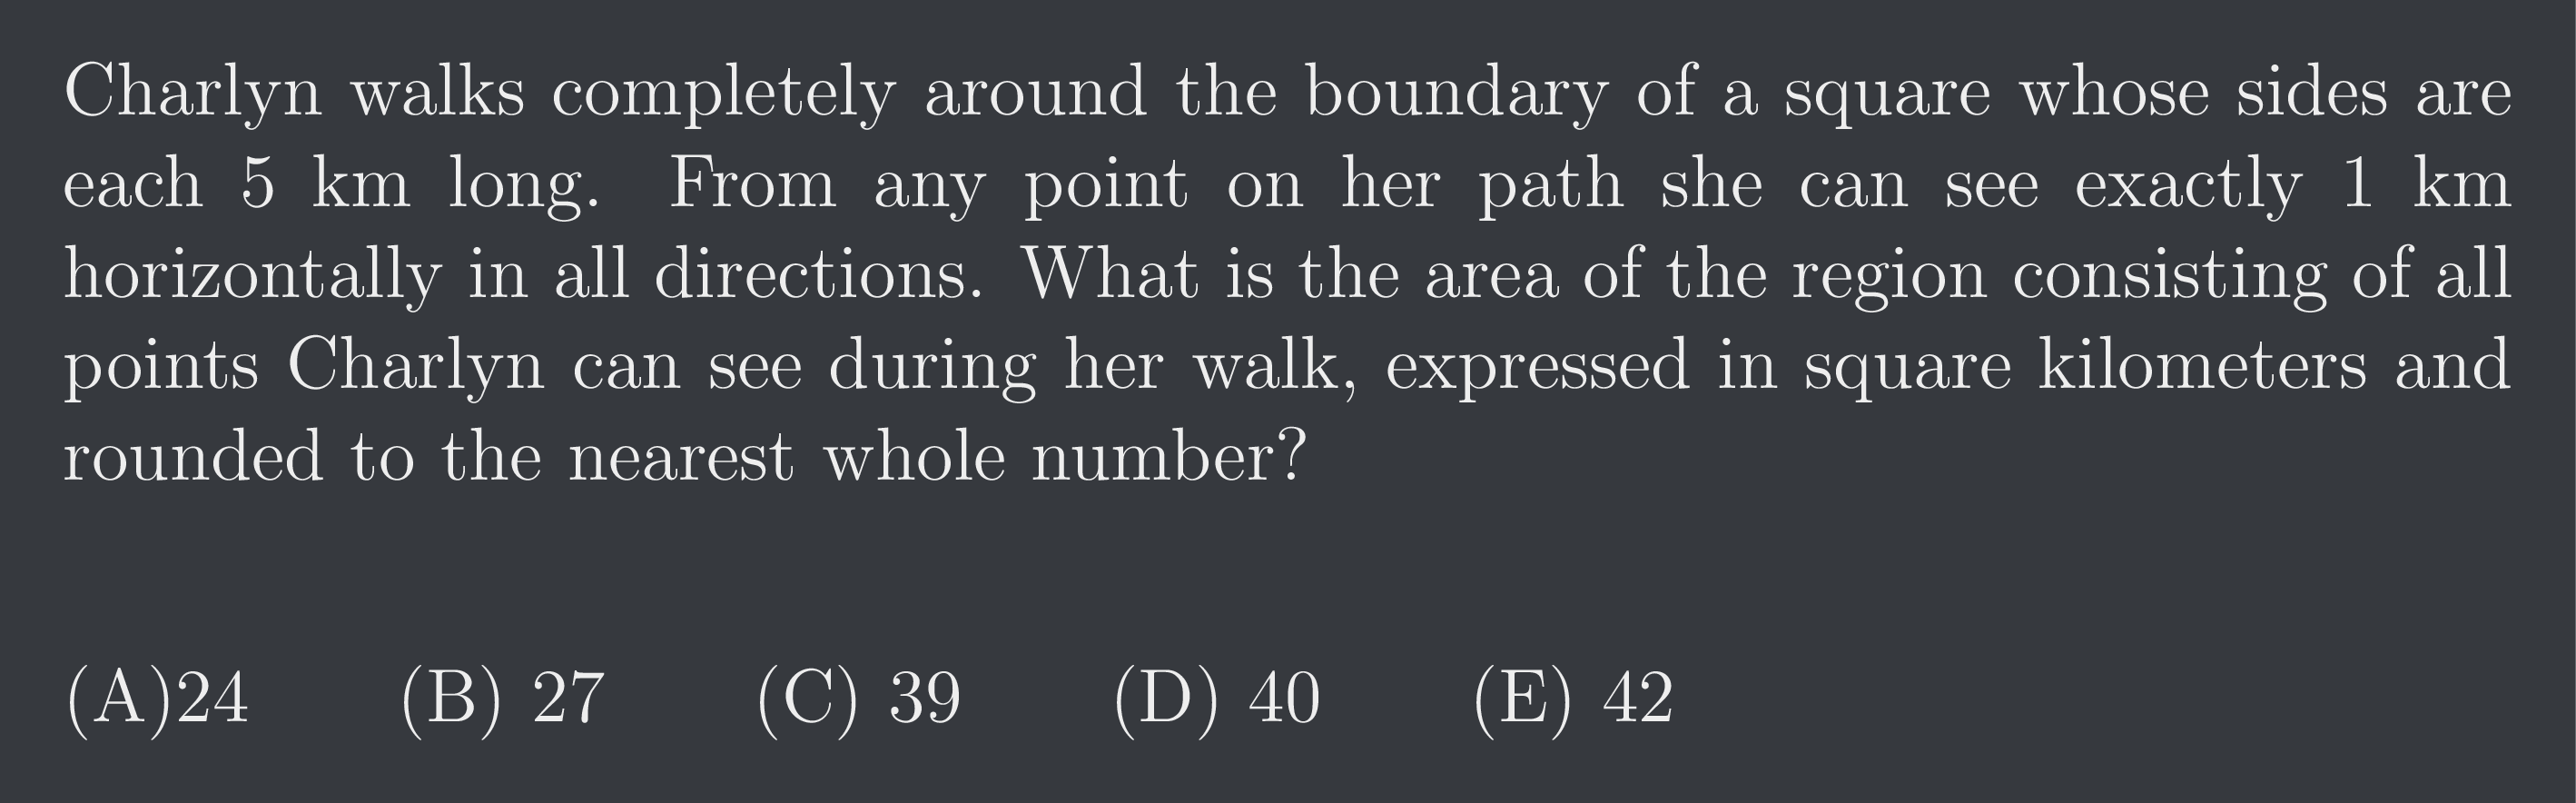 Charlyn walks completely around the boundary of a square whose sides are
each 5 km long. From any point on her path she can see exactly 1 km
horizontally in all directions. What is the area of the region consisting of all
points Charlyn can see during her walk, expressed in square kilometers and
rounded to the nearest whole number?
(A)24 (B) 27 (C) 39 (D) 40 (E) 42